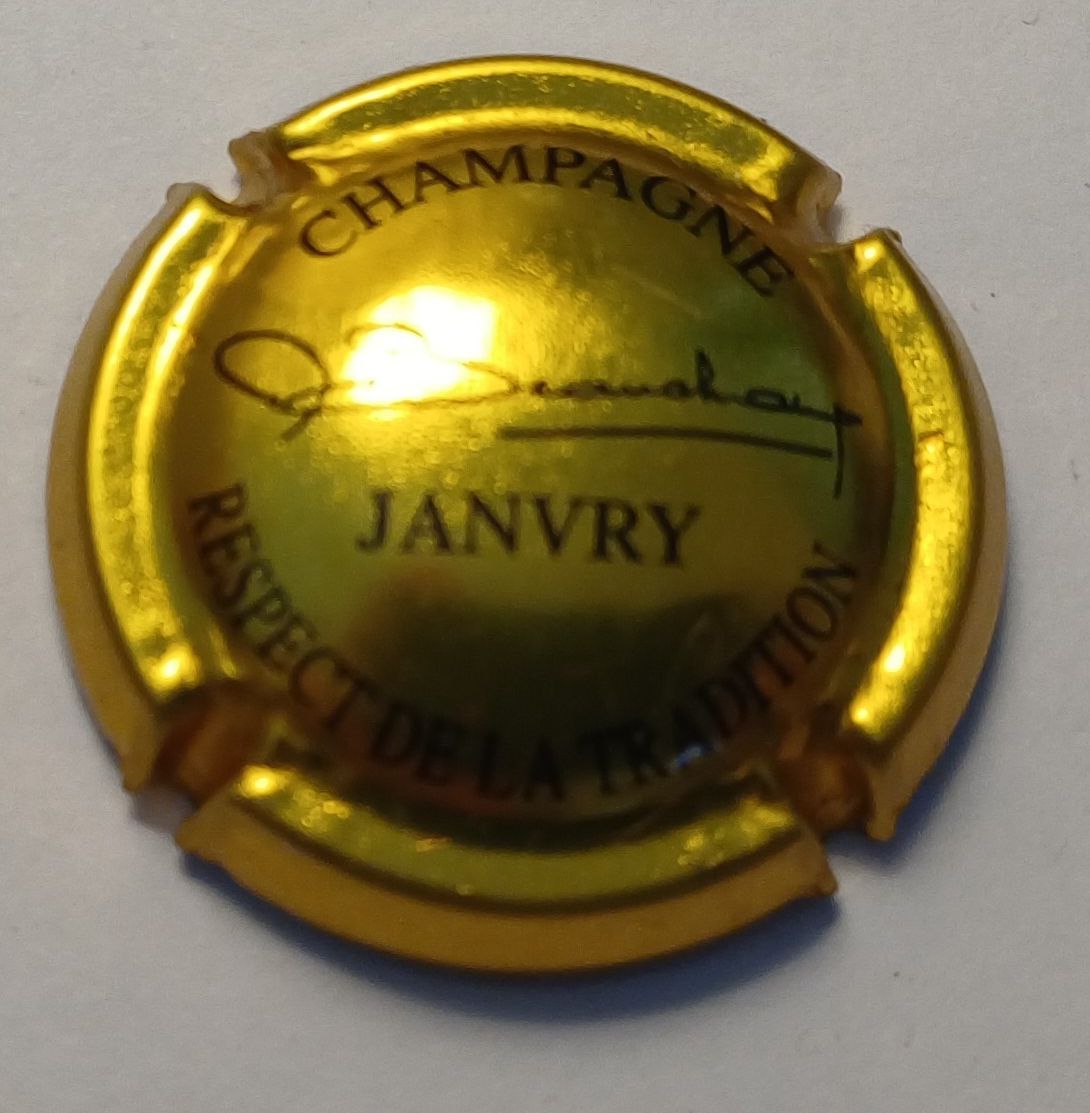 CHAMPAGNE
JANVRY
RESPECT DE LA TRADITION